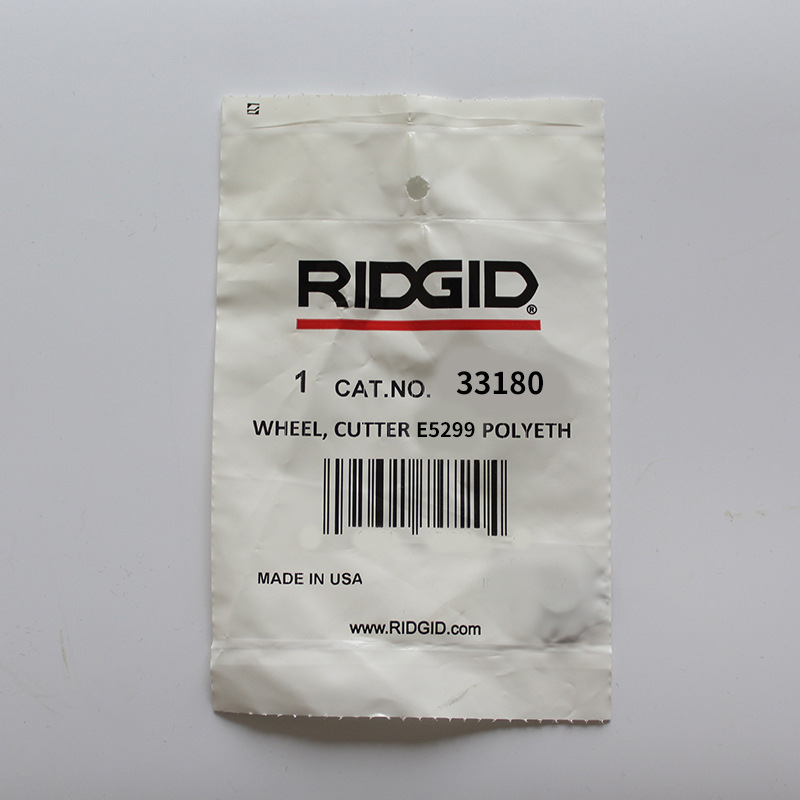 RIDGID®
1 CAT.NO. 33180
WHEEL, CUTTER E5299 POLYETH
MADE IN USA
www.RIDGID.com